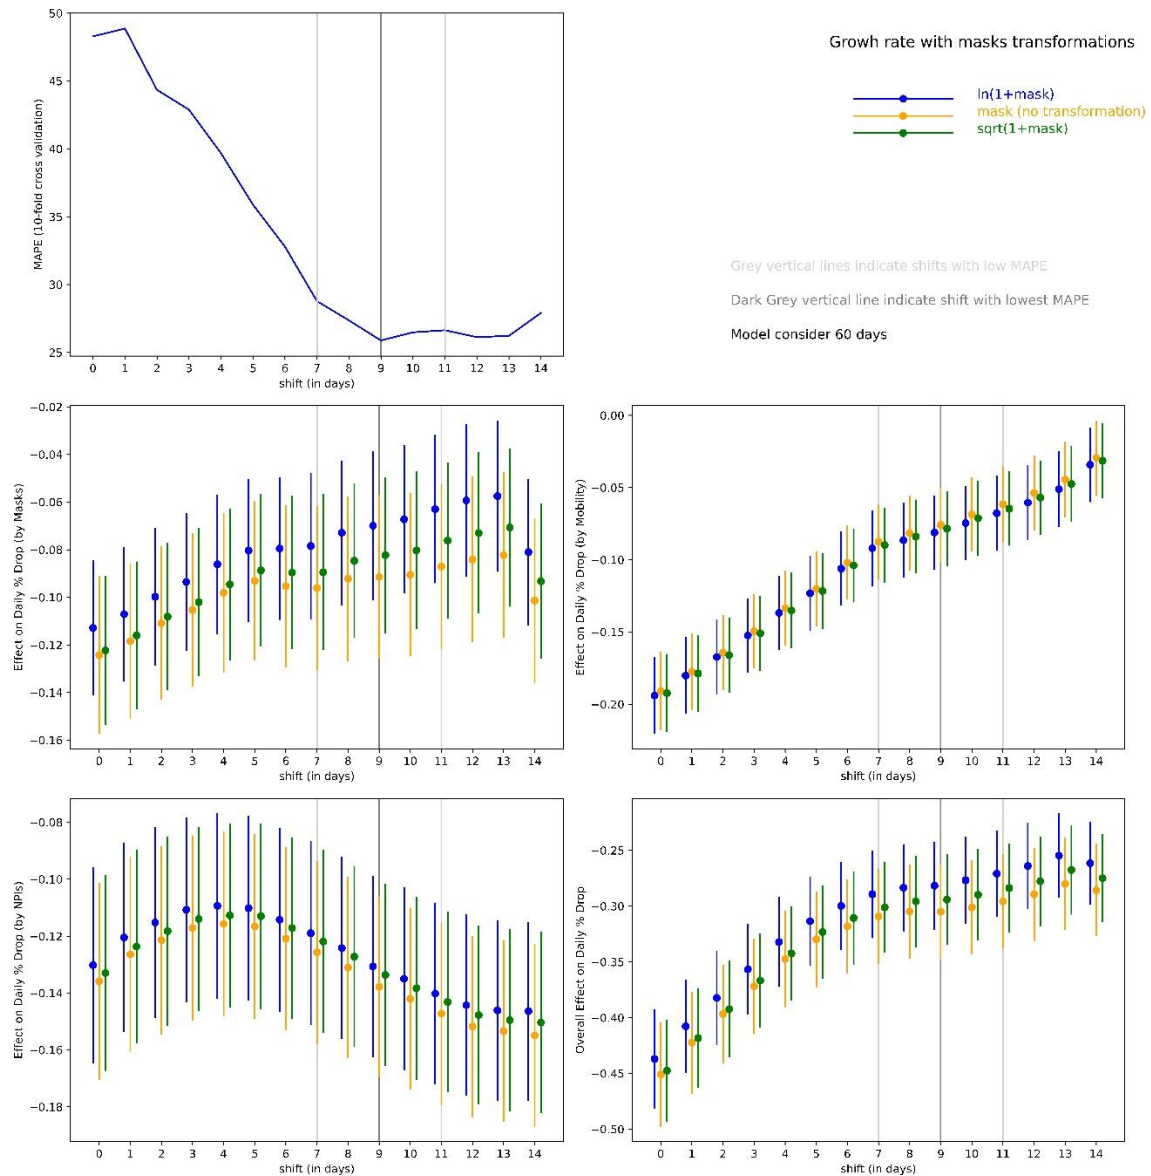 50
45
40
35
30
25
MAPE (10-fold cross validation)
0 1 2 3 4 5 6 7 8 9 10 11 12 13 14
shift (in days)
Growh rate with masks transformations
ln(1+mask)
mask (no transformation)
sqrt(1+mask)
Grey vertical lines indicate shifts with low MAPE
Dark Grey vertical line indicate shift with lowest MAPE
Model consider 60 days
−0.02
−0.04
−0.06
−0.08
−0.10
−0.12
−0.14
−0.16
Effect on Daily % Drop (by Masks)
0 1 2 3 4 5 6 7 8 9 10 11 12 13 14
shift (in days)
0.00
−0.05
−0.10
−0.15
−0.20
Effect on Daily % Drop (by Mobility)
0 1 2 3 4 5 6 7 8 9 10 11 12 13 14
shift (in days)
−0.08
−0.10
−0.12
−0.14
−0.16
−0.18
Effect on Daily % Drop (by NPIs)
0 1 2 3 4 5 6 7 8 9 10 11 12 13 14
shift (in days)
−0.25
−0.30
−0.35
−0.40
−0.45
−0.50
Overall Effect on Daily % Drop
0 1 2 3 4 5 6 7 8 9 10 11 12 13 14
shift (in days)